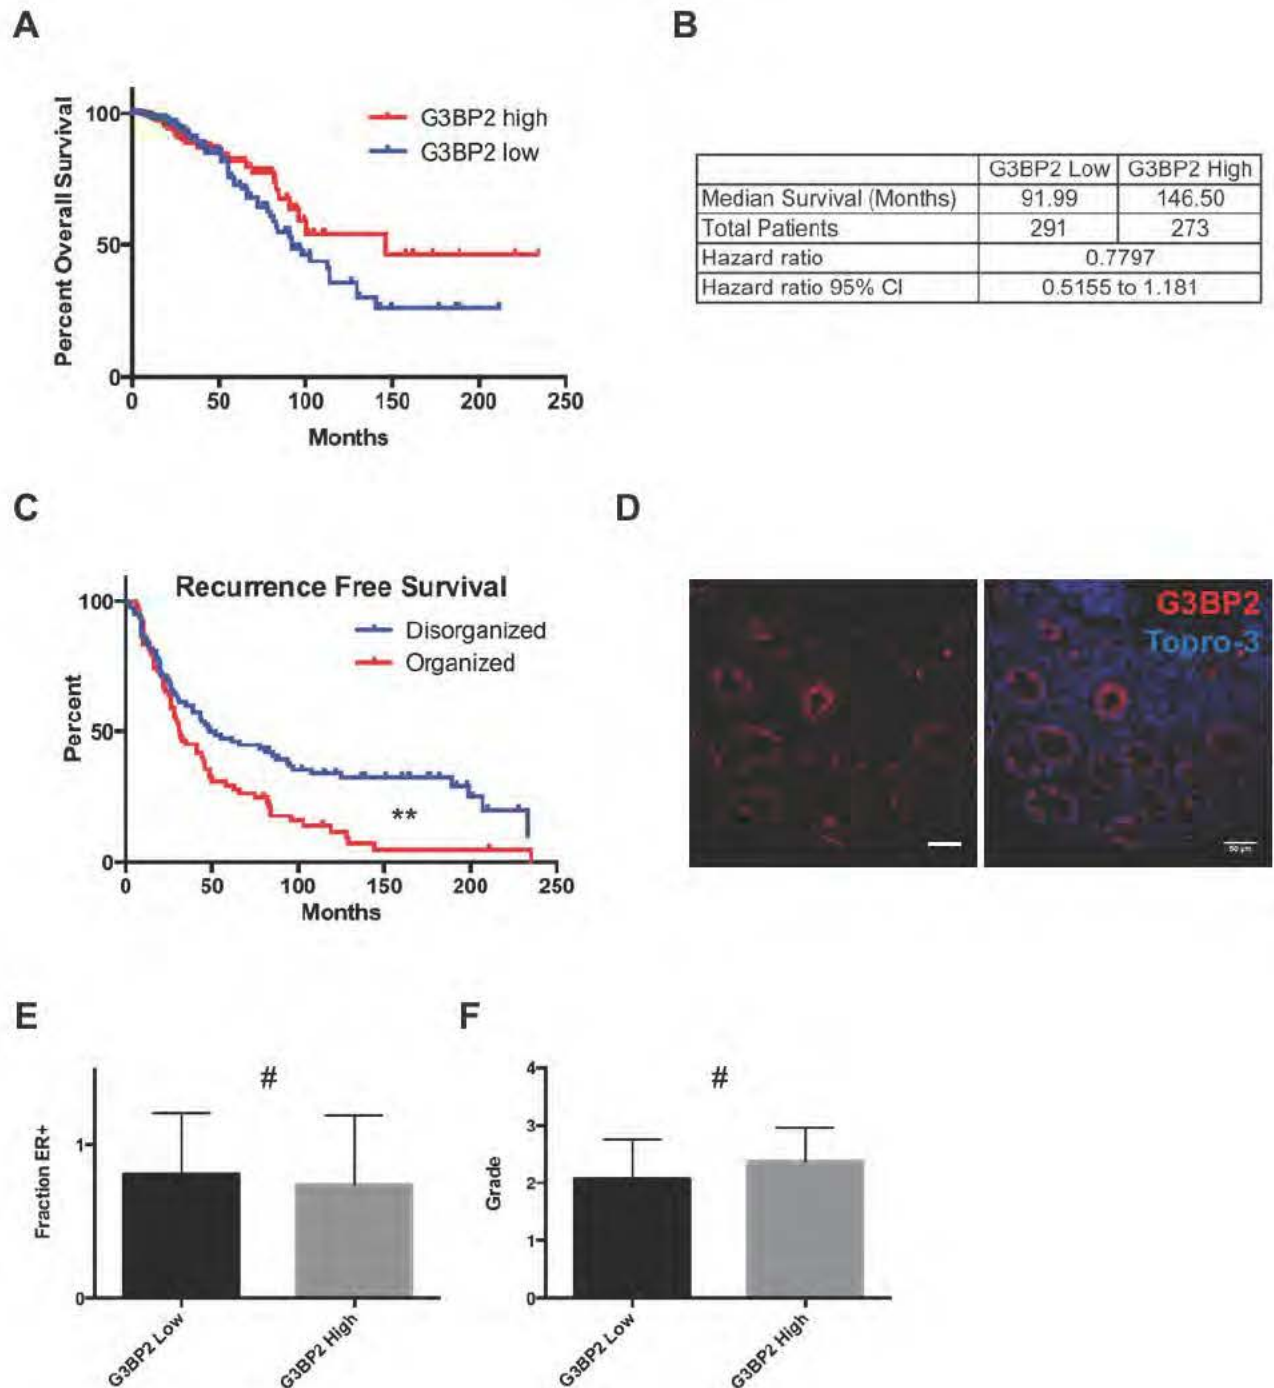 A
Percent Overall Survival
100
50
0
G3BP2 high
G3BP2 low
0 50 100 150 200 250
Months
B
G3BP2 Low G3BP2 High
Median Survival (Months) 91.99 146.50
Total Patients 291 273
Hazard ratio 0.7797
Hazard ratio 95% CI 0.5155 to 1.181
C
Recurrence Free Survival
Percent
100
50
0
Disorganized
Organized
**
0 50 100 150 200 250
Months
D
G3BP2
Topro-3
50 µm
E
Fraction ER+
#
1
0
G3BP2 Low
G3BP2 High
F
Grade
#
4
3
2
1
0
G3BP2 Low
G3BP2 High